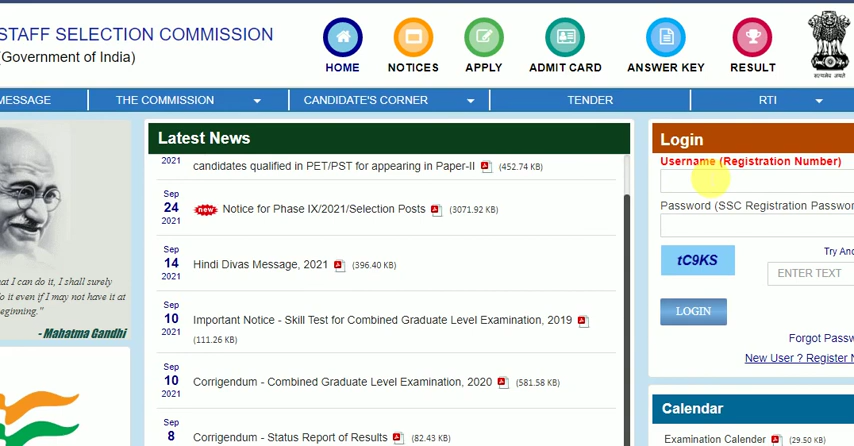 STAFF SELECTION COMMISSION
(Government of India)
HOME
NOTICES
APPLY
ADMIT CARD
ANSWER KEY
RESULT
सत्यमेव जयते
MESSAGE
THE COMMISSION
CANDIDATE'S CORNER
TENDER
RTI
Latest News
2021
candidates qualified in PET/PST for appearing in Paper-II (452.74 KB)
Sep
24
2021
new Notice for Phase IX/2021/Selection Posts (3071.92 KB)
Sep
14
2021
Hindi Divas Message, 2021 (396.40 KB)
Sep
10
2021
Important Notice - Skill Test for Combined Graduate Level Examination, 2019
(111.26 KB)
Sep
10
2021
Corrigendum - Combined Graduate Level Examination, 2020 (581.58 KB)
Sep
8
Corrigendum - Status Report of Results (82.43 KB)
at I can do it, I shall surely
do it even if I may not have it at
beginning."
- Mahatma Gandhi
Login
Username (Registration Number)
Password (SSC Registration Passwor
tC9KS
Try An
ENTER TEXT
LOGIN
Forgot Passw
New User ? Register N
Calendar
Examination Calender (29.50 KB)